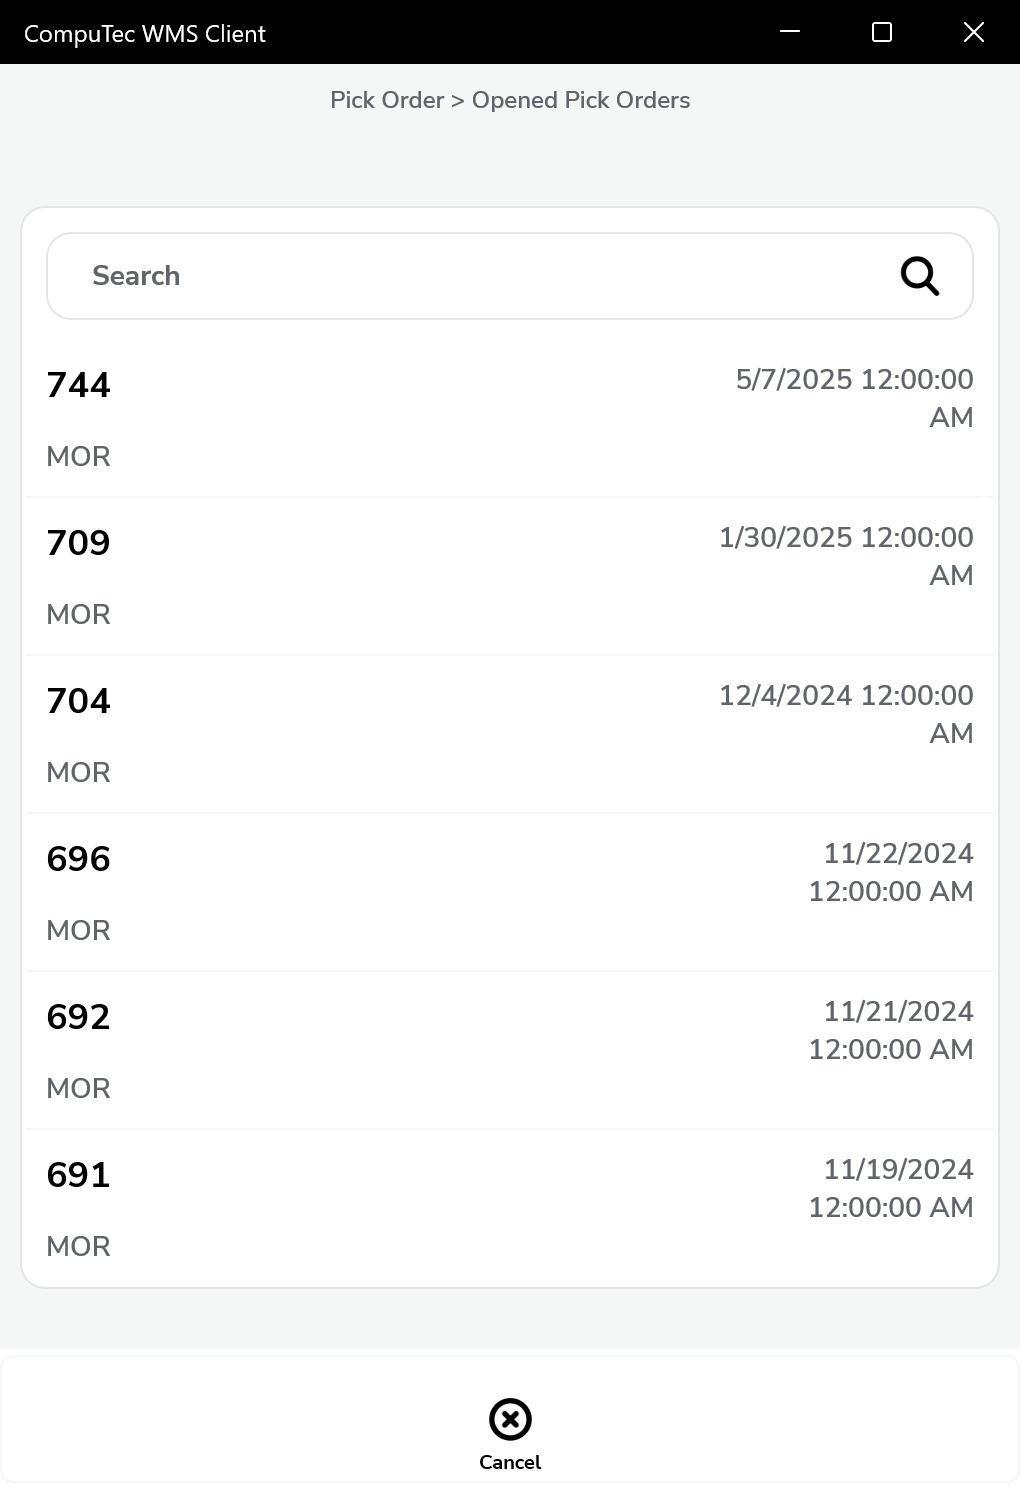 CompuTec WMS Client
Pick Order > Opened Pick Orders
Search
744
5/7/2025 12:00:00
AM
MOR
709
1/30/2025 12:00:00
AM
MOR
704
12/4/2024 12:00:00
AM
MOR
696
11/22/2024
12:00:00 AM
MOR
692
11/21/2024
12:00:00 AM
MOR
691
11/19/2024
12:00:00 AM
MOR
Cancel